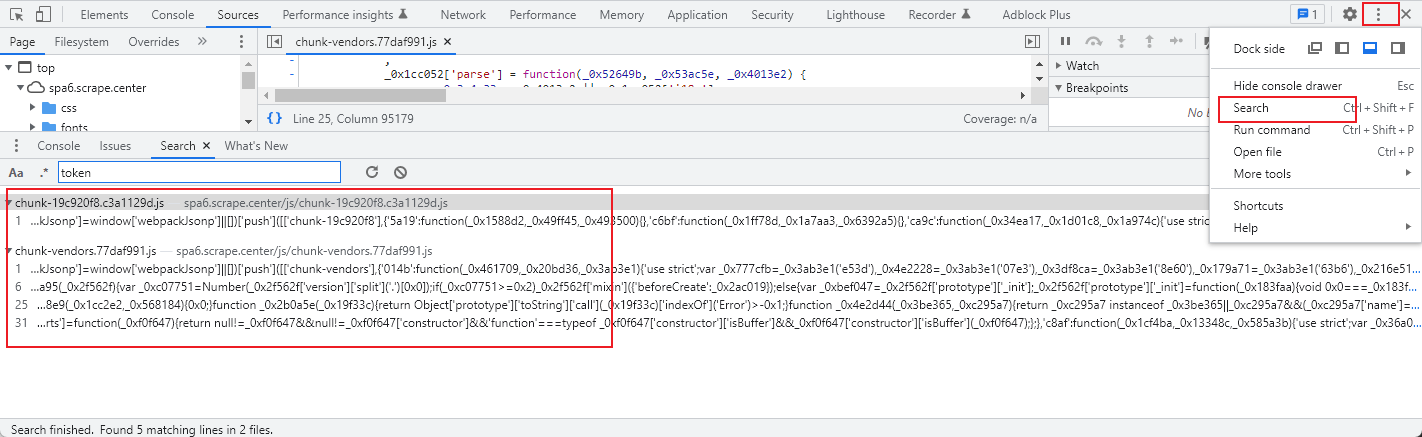 Elements Console Sources Performance insights Network Performance Memory Application Security Lighthouse Recorder Adblock Plus 1
Page Filesystem Overrides » chunk-vendors.77daf991.js ×
top
spa6.scrape.center
css
fonts
_0x1cc052['parse'] = function(_0x52649b, _0x53ac5e, _0x4013e2) {
{} Line 25, Column 95179 Coverage: n/a
Watch
Breakpoints
No
Dock side
Hide console drawer Esc
Search Ctrl + Shift + F
Run command Ctrl + Shift + P
Open file Ctrl + P
More tools
Shortcuts
Help
Console Issues Search × What's New
Aa .* token
chunk-19c920f8.c3a1129d.js — spa6.scrape.center/js/chunk-19c920f8.c3a1129d.js
1 ...kJsonp']=window['webpackJsonp']||[])['push']([['chunk-19c920f8'],{'5a19':function(_0x1588d2,_0x49ff45,_0x493500){},'c6bf':function(_0x1ff78d,_0x1a7aa3,_0x6392a5){},'ca9c':function(_0x34ea17,_0x1d01c8,_0x1a974c){'use strict
chunk-vendors.77daf991.js — spa6.scrape.center/js/chunk-vendors.77daf991.js
1 ...kJsonp']=window['webpackJsonp']||[])['push']([['chunk-vendors'],{'014b':function(_0x461709,_0x20bd36,_0x3ab3e1){'use strict';var _0x777cfb=_0x3ab3e1('e53d'),_0x4e2228=_0x3ab3e1('07e3'),_0x3df8ca=_0x3ab3e1('8e60'),_0x179a71=_0x3ab3e1('63b6'),_0x216e51...
6 ...a95(_0x2f562f){var _0xc07751=Number(_0x2f562f['version']['split']('.')[0x0]);if(_0xc07751>=0x2)_0x2f562f['mixin']({'beforeCreate':_0x2ac019});else{var _0xbef047=_0x2f562f['prototype']['_init'];_0x2f562f['prototype']['_init']=function(_0x183faa){void 0x0===_0x183f...
25 ...8e9(_0x1cc2e2,_0x568184){0x0;}function _0x2b0a5e(_0x19f33c){return Object['prototype']['toString']['call'](_0x19f33c)['indexOf']('Error')>-0x1;}function _0x4e2d44(_0x3be365,_0xc295a7){return _0xc295a7 instanceof _0x3be365||_0xc295a7&&(_0xc295a7['name']=...
31 ...rts']=function(_0xf0f647){return null!=_0xf0f647&&null!=_0xf0f647['constructor']&&'function'===typeof _0xf0f647['constructor']['isBuffer']&&_0xf0f647['constructor']['isBuffer'](_0xf0f647);};},'c8af':function(_0x1cf4ba,_0x13348c,_0x585a3b){'use strict';var _0x36a0...
Search finished. Found 5 matching lines in 2 files.